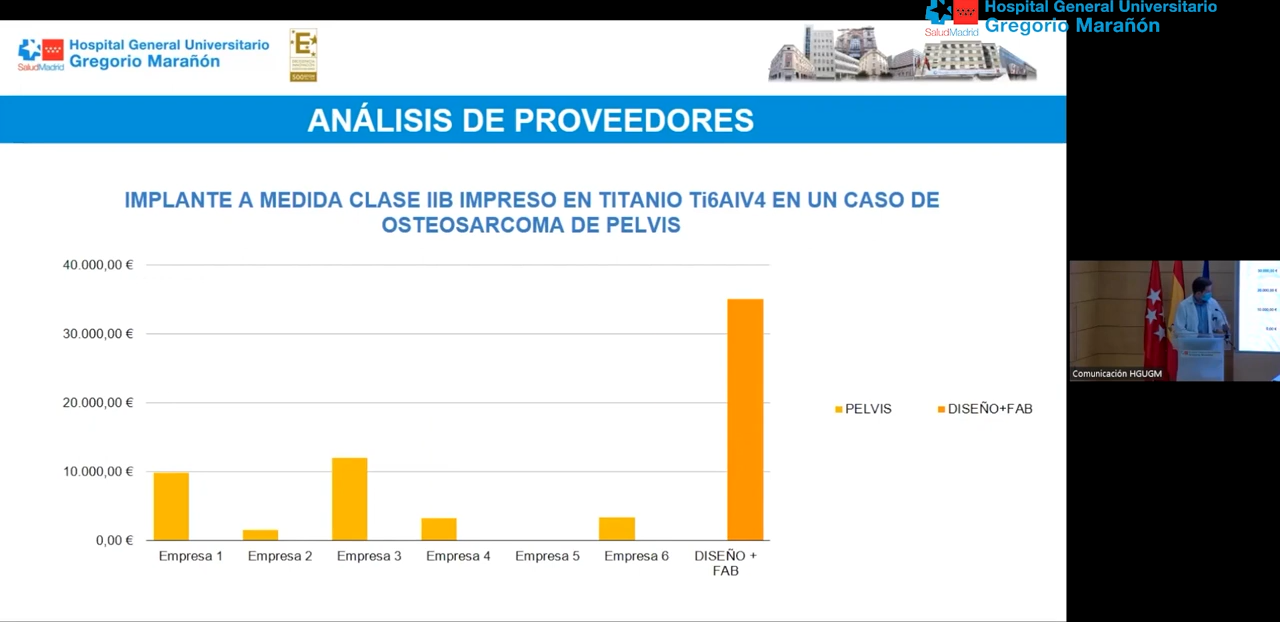 Hospital General Universitario
Gregorio Marañón
SaludMadrid
Hospital General Universitario
Gregorio Marañón
SaludMadrid
E
500
ANÁLISIS DE PROVEEDORES
IMPLANTE A MEDIDA CLASE IIB IMPRESO EN TITANIO Ti6AlV4 EN UN CASO DE
OSTEOSARCOMA DE PELVIS
40.000,00 €
30.000,00 €
20.000,00 €
10.000,00 €
0,00 €
Empresa 1
Empresa 2
Empresa 3
Empresa 4
Empresa 5
Empresa 6
DISEÑO +
FAB
PELVIS
DISEÑO+FAB
Comunicación HGUGM